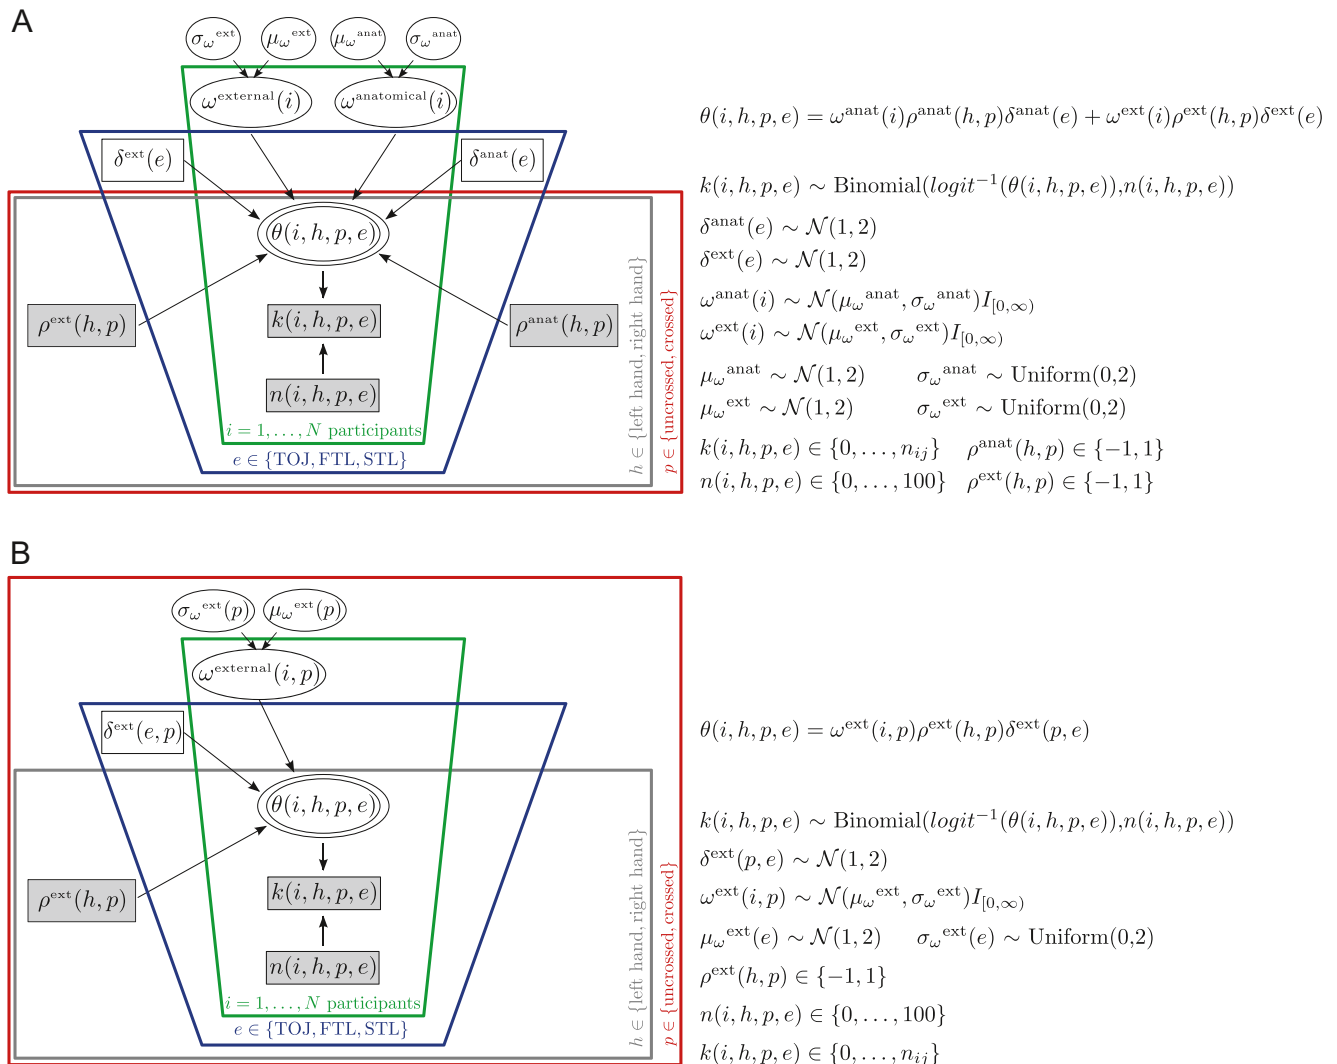 A
σ_ω^ext μ_ω^ext μ_ω^anat σ_ω^anat
ω^external(i) ω^anatomical(i)
δ^ext(e) δ^anat(e)
θ(i, h, p, e)
ρ^ext(h, p) k(i, h, p, e) ρ^anat(h, p)
n(i, h, p, e)
i = 1, . . . , N participants
e ∈ {TOJ, FTL, STL}
h ∈ {left hand, right hand}
p ∈ {uncrossed, crossed}
θ(i, h, p, e) = ω^anat(i)ρ^anat(h, p)δ^anat(e) + ω^ext(i)ρ^ext(h, p)δ^ext(e)
k(i, h, p, e) ∼ Binomial(logit^−1(θ(i, h, p, e)),n(i, h, p, e))
δ^anat(e) ∼ N(1, 2)
δ^ext(e) ∼ N(1, 2)
ω^anat(i) ∼ N(μ_ω^anat, σ_ω^anat)I_[0,∞)
ω^ext(i) ∼ N(μ_ω^ext, σ_ω^ext)I_[0,∞)
μ_ω^anat ∼ N(1, 2) σ_ω^anat ∼ Uniform(0,2)
μ_ω^ext ∼ N(1, 2) σ_ω^ext ∼ Uniform(0,2)
k(i, h, p, e) ∈ {0, . . . , n_ij} ρ^anat(h, p) ∈ {−1, 1}
n(i, h, p, e) ∈ {0, . . . , 100} ρ^ext(h, p) ∈ {−1, 1}
B
σ_ω^ext(p) μ_ω^ext(p)
ω^external(i, p)
δ^ext(e, p)
θ(i, h, p, e)
ρ^ext(h, p) k(i, h, p, e)
n(i, h, p, e)
i = 1, . . . , N participants
e ∈ {TOJ, FTL, STL}
h ∈ {left hand, right hand}
p ∈ {uncrossed, crossed}
θ(i, h, p, e) = ω^ext(i, p)ρ^ext(h, p)δ^ext(p, e)
k(i, h, p, e) ∼ Binomial(logit^−1(θ(i, h, p, e)),n(i, h, p, e))
δ^ext(p, e) ∼ N(1, 2)
ω^ext(i, p) ∼ N(μ_ω^ext, σ_ω^ext)I_[0,∞)
μ_ω^ext(e) ∼ N(1, 2) σ_ω^ext(e) ∼ Uniform(0,2)
ρ^ext(h, p) ∈ {−1, 1}
n(i, h, p, e) ∈ {0, . . . , 100}
k(i, h, p, e) ∈ {0, . . . , n_ij}